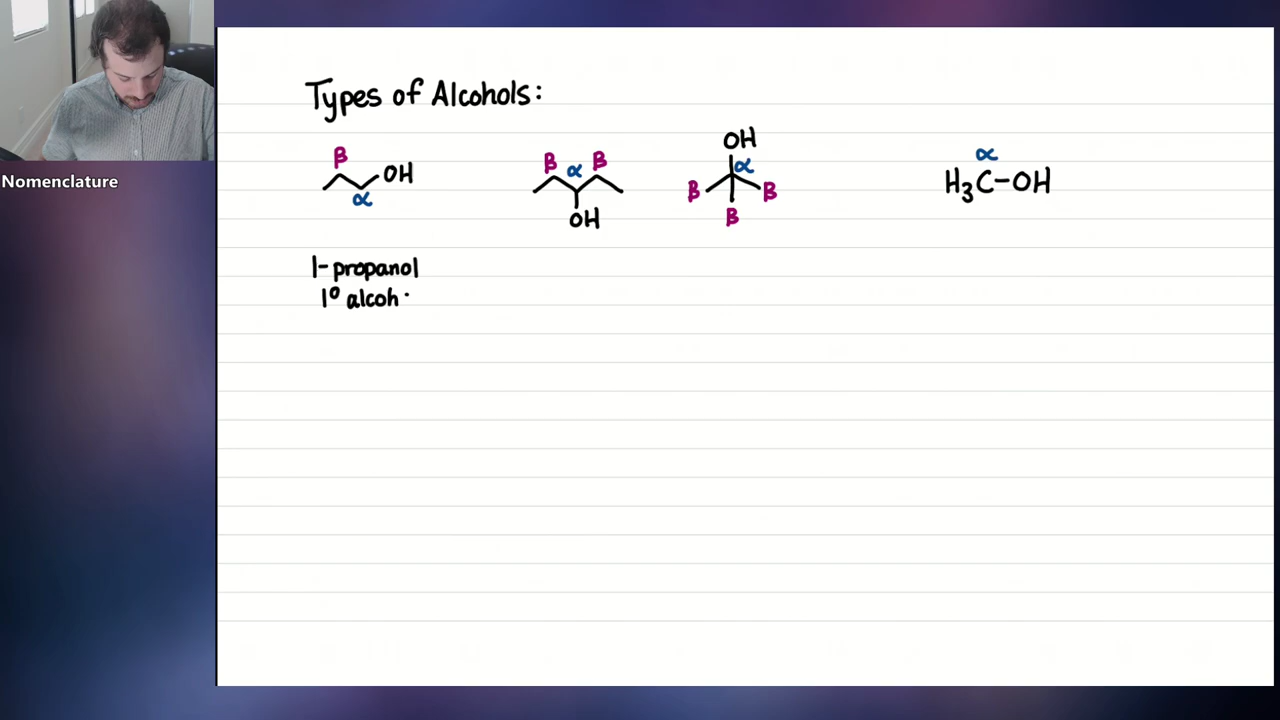 Types of Alcohols:
OH
β
β α β
α
α
OH
H₃C-OH
α
β
β
OH
β
Nomenclature
1-propanol
1° alcoh